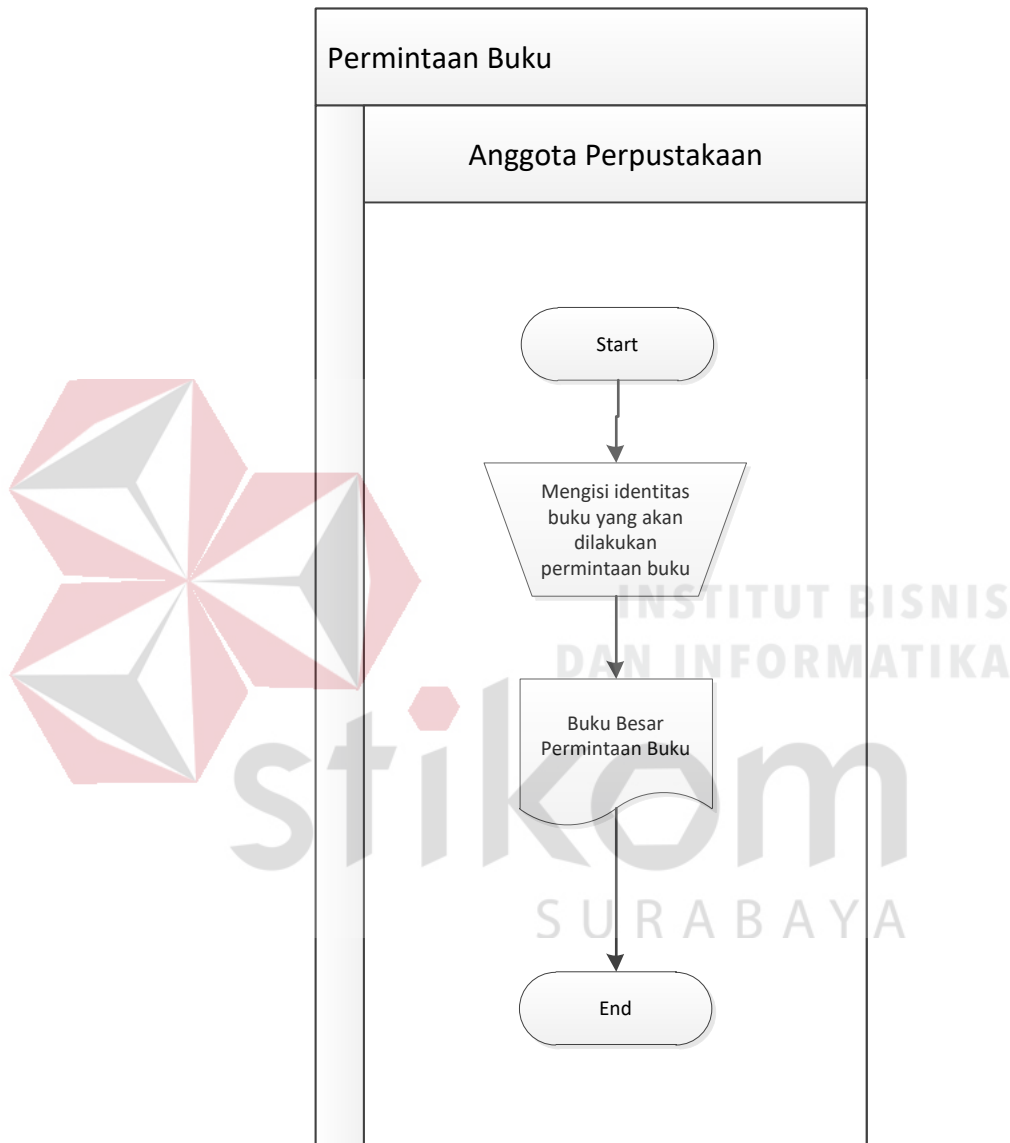 Permintaan Buku
Anggota Perpustakaan
Start
Mengisi identitas
buku yang akan
dilakukan
permintaan buku
INSTITUT BISNIS
DAN INFORMATIKA
Buku Besar
Permintaan Buku
stikom
SURABAYA
End